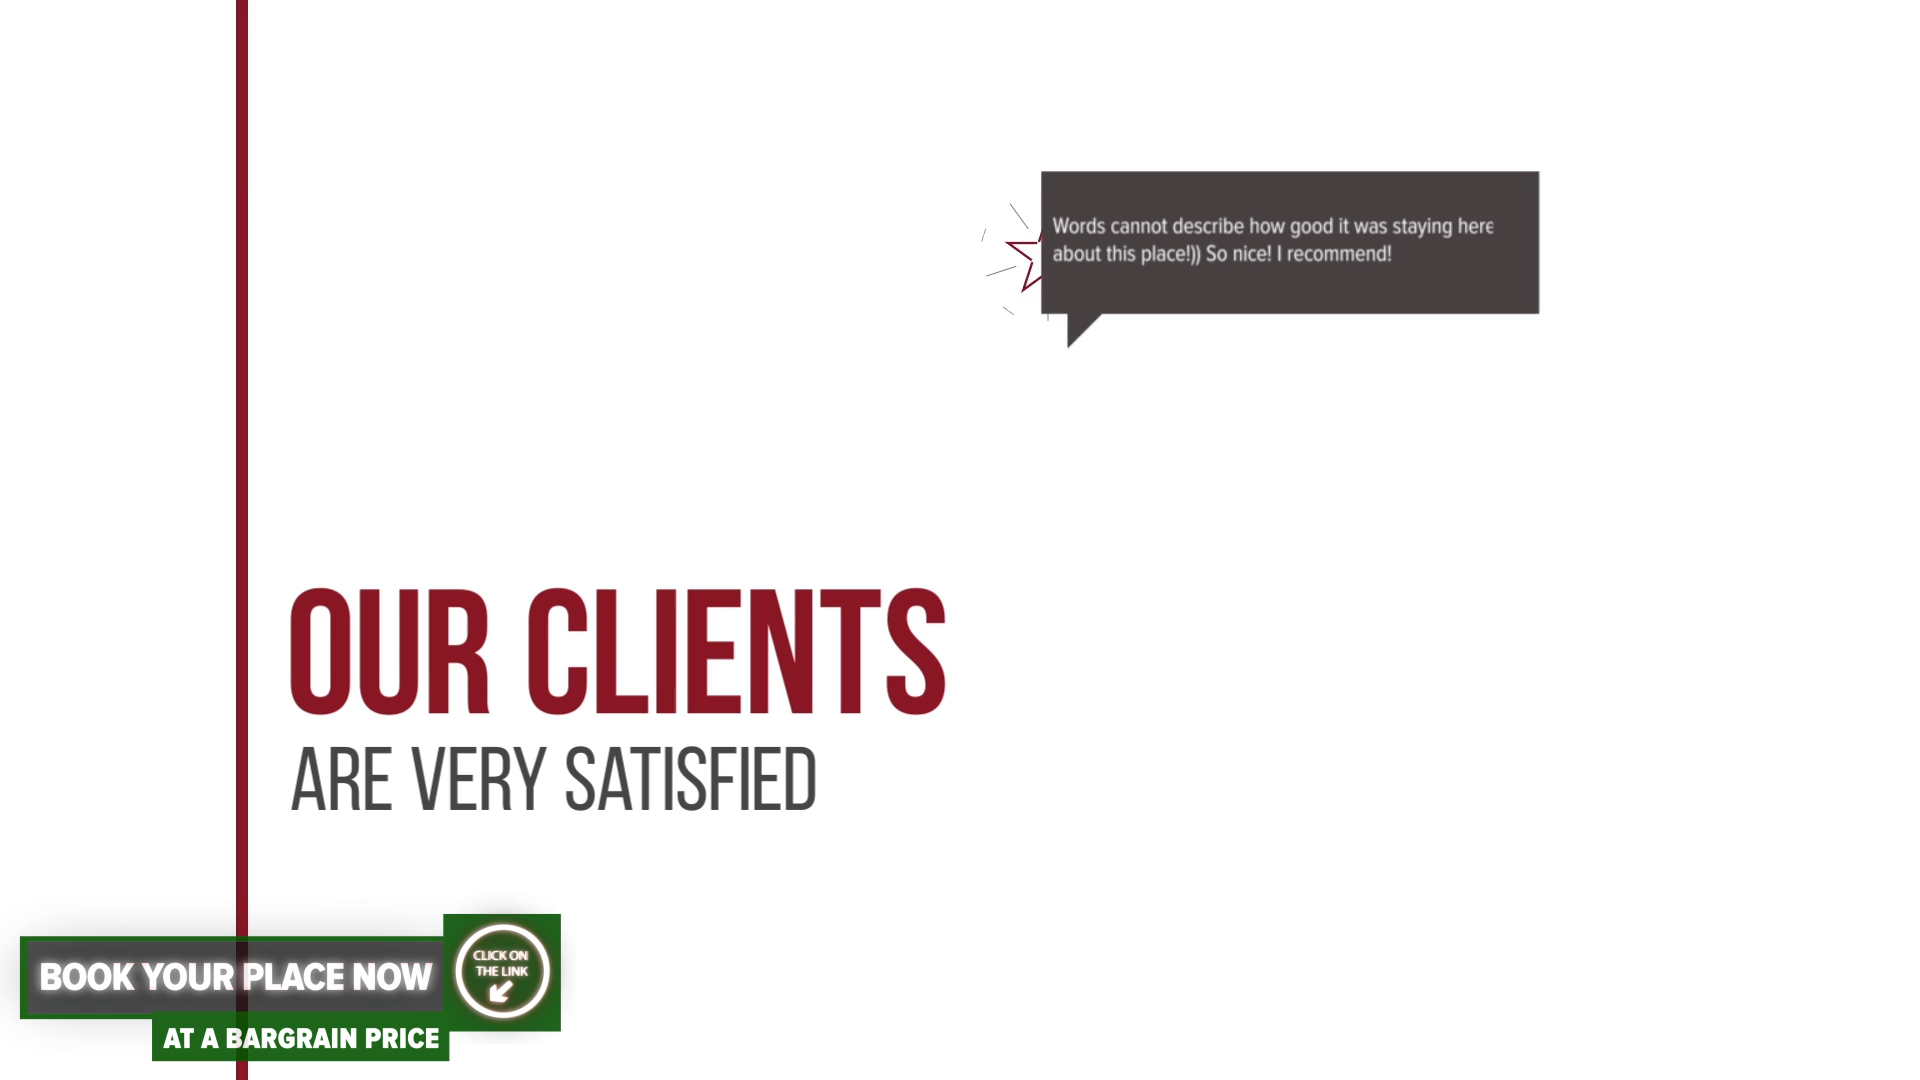 Words cannot describe how good it was staying here
about this place!)) So nice! I recommend!
OUR CLIENTS
ARE VERY SATISFIED
BOOK YOUR PLACE NOW
CLICK ON
THE LINK
AT A BARGRAIN PRICE